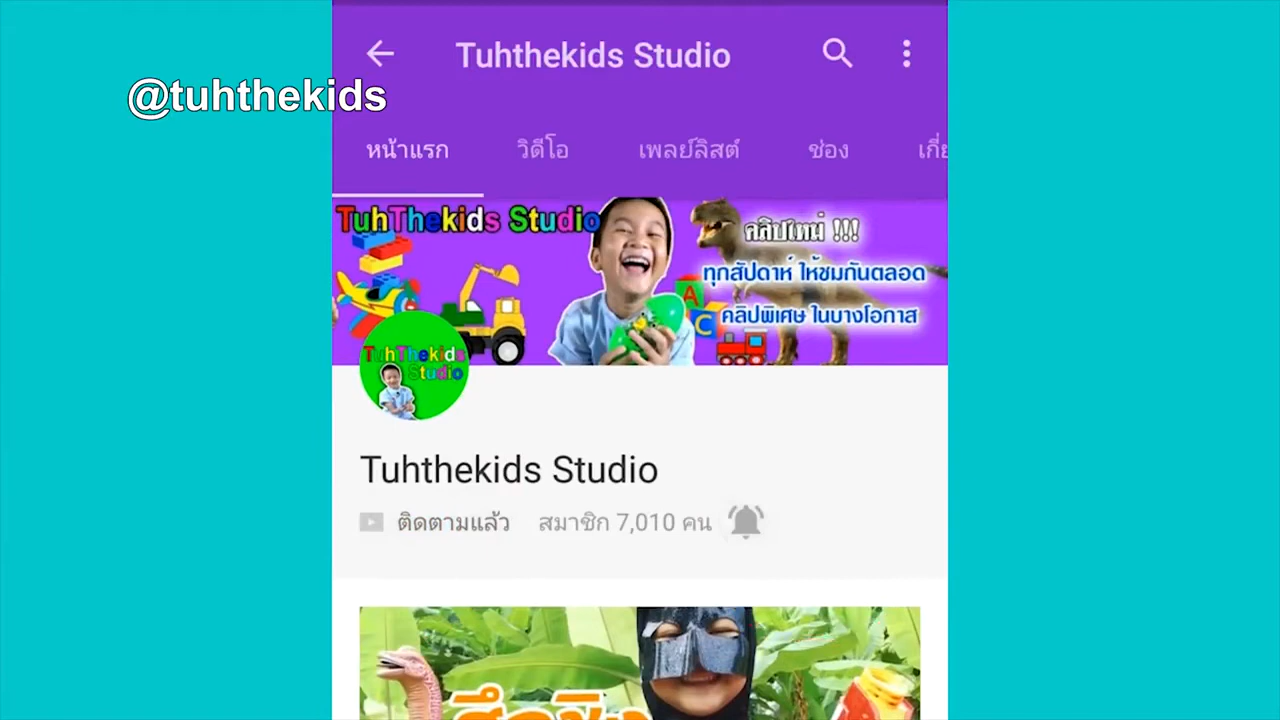 Tuhthekids Studio
@tuhthekids
หน้าแรก วิดีโอ เพลย์ลิสต์ ช่อง เกี่ย
TuhThekids Studio
คลิปใหม่ !!!
ทุกสัปดาห์ ให้ชมกันตลอด
คลิปพิเศษ ในบางโอกาส
A
C
TuhThekids
Studio
Tuhthekids Studio
ติดตามแล้ว สมาชิก 7,010 คน